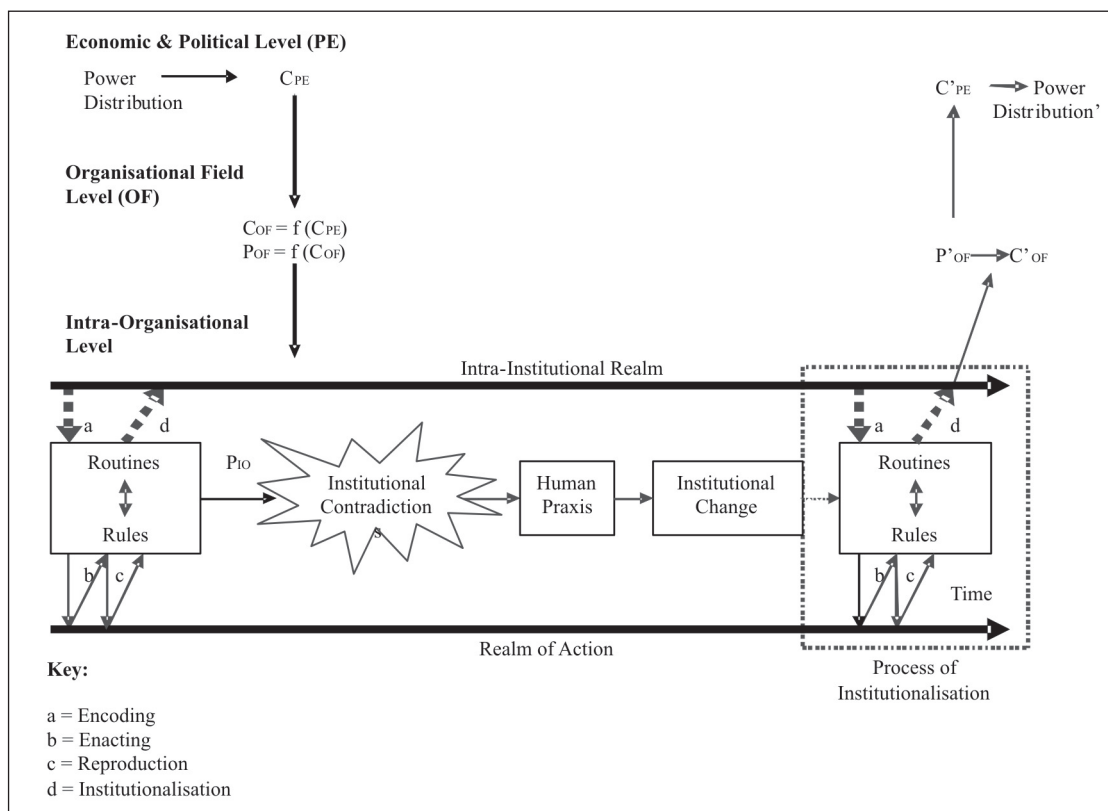 Economic & Political Level (PE)
Power
Distribution
CPE
C’PE
Power
Distribution’
Organisational Field
Level (OF)
COF = f (CPE)
POF = f (COF)
P’OF
C’OF
Intra-Organisational
Level
Intra-Institutional Realm
a
d
a
d
Routines
Rules
PIO
Institutional
Contradiction
s
Human
Praxis
Institutional
Change
Routines
Rules
b
c
b
c
Time
Realm of Action
Process of
Institutionalisation
Key:
a = Encoding
b = Enacting
c = Reproduction
d = Institutionalisation